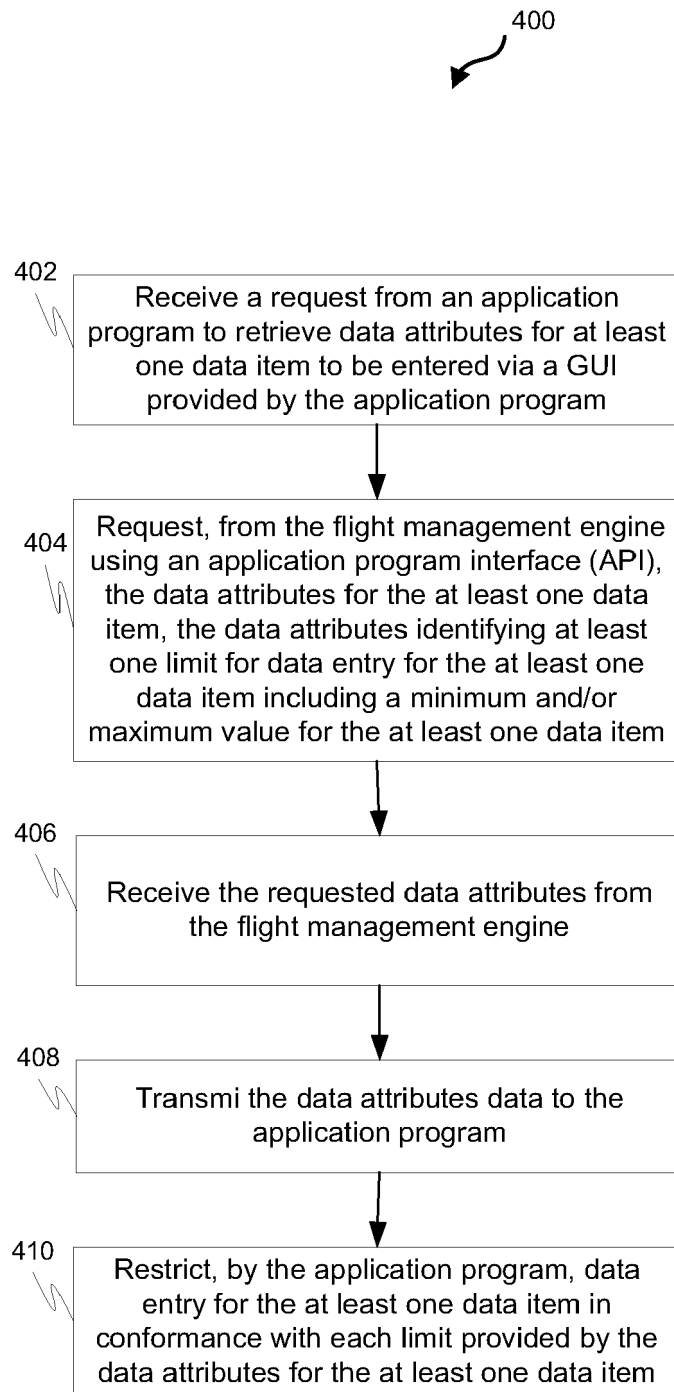 400
402
Receive a request from an application
program to retrieve data attributes for at least
one data item to be entered via a GUI
provided by the application program
404
Request, from the flight management engine
using an application program interface (API),
the data attributes for the at least one data
item, the data attributes identifying at least
one limit for data entry for the at least one
data item including a minimum and/or
maximum value for the at least one data item
406
Receive the requested data attributes from
the flight management engine
408
Transmi the data attributes data to the
application program
410
Restrict, by the application program, data
entry for the at least one data item in
conformance with each limit provided by the
data attributes for the at least one data item